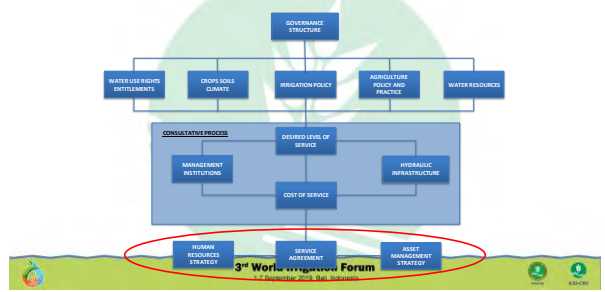 GOVERNANCE
STRUCTURE
WATER USE RIGHTS
ENTITLEMENTS
CROPS SOILS
CLIMATE
IRRIGATION POLICY
AGRICULTURE
POLICY AND
PRACTICE
WATER RESOURCES
CONSULTATIVE PROCESS
DESIRED LEVEL OF
SERVICE
MANAGEMENT
INSTITUTIONS
HYDRAULIC
INFRASTRUCTURE
COST OF SERVICE
HUMAN
RESOURCES
STRATEGY
SERVICE
AGREEMENT
ASSET
MANAGEMENT
STRATEGY
3rd World Irrigation Forum
1-7 September 2019, Bali, Indonesia